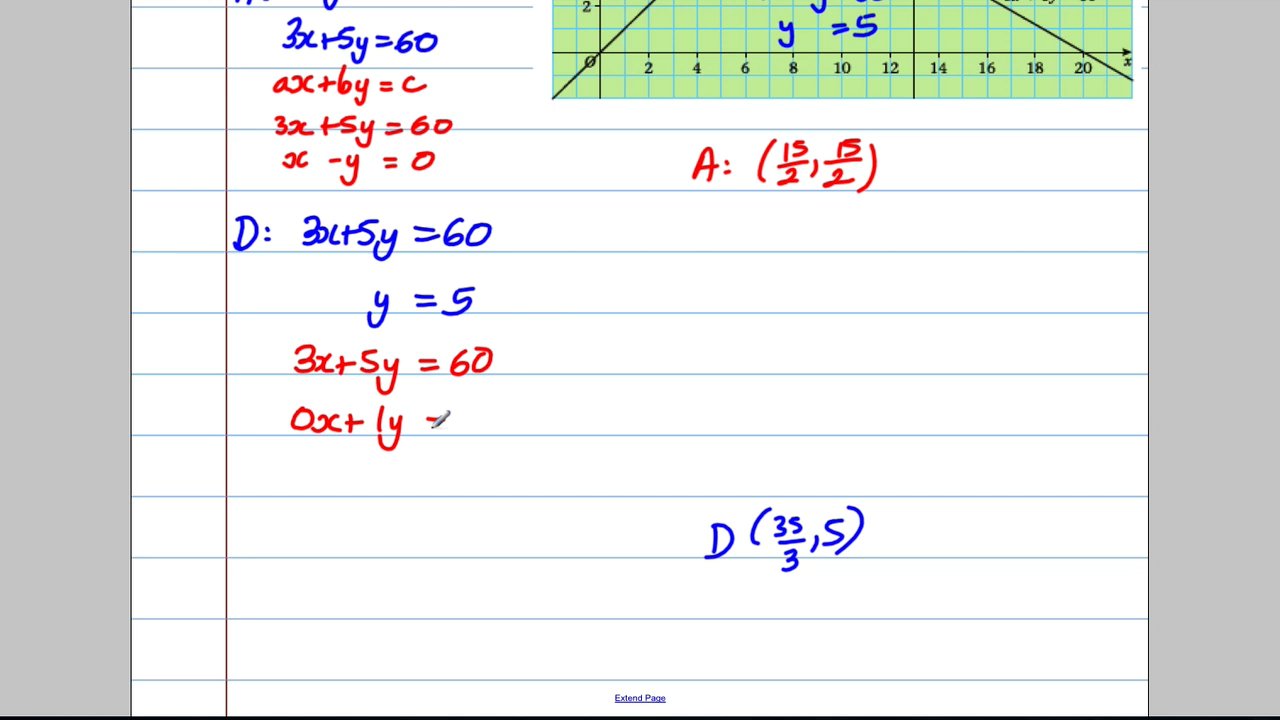 3x+5y=60
ax+by=c
3x+5y=60
x -y = 0
2
y = 5
O 2 4 6 8 10 12 14 16 18 20 x
A: (15/2, 15/2)
D: 3x+5y =60
y = 5
3x+5y = 60
0x+ 1y
D (35/3, 5)
Extend Page